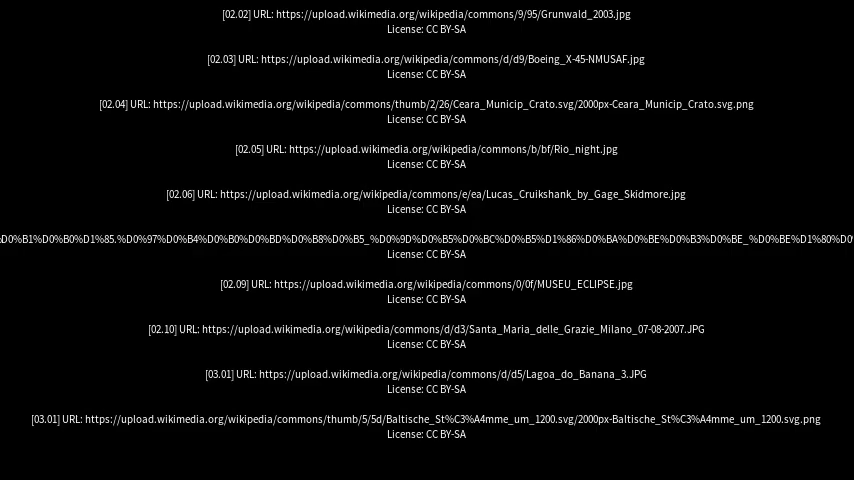 [02.02] URL: https://upload.wikimedia.org/wikipedia/commons/9/95/Grunwald_2003.jpg
License: CC BY-SA
[02.03] URL: https://upload.wikimedia.org/wikipedia/commons/d/d9/Boeing_X-45-NMUSAF.jpg
License: CC BY-SA
[02.04] URL: https://upload.wikimedia.org/wikipedia/commons/thumb/2/26/Ceara_Municip_Crato.svg/2000px-Ceara_Municip_Crato.svg.png
License: CC BY-SA
[02.05] URL: https://upload.wikimedia.org/wikipedia/commons/b/bf/Rio_night.jpg
License: CC BY-SA
[02.06] URL: https://upload.wikimedia.org/wikipedia/commons/e/ea/Lucas_Cruikshank_by_Gage_Skidmore.jpg
License: CC BY-SA
D0%B1%D0%B0%D1%85.%D0%97%D0%B4%D0%B0%D0%BD%D0%B8%D0%B5_%D0%9D%D0%B5%D0%BC%D0%B5%D1%86%D0%BA%D0%BE%D0%B3%D0%BE_%D0%BE%D1%80%D0
License: CC BY-SA
[02.09] URL: https://upload.wikimedia.org/wikipedia/commons/0/0f/MUSEU_ECLIPSE.jpg
License: CC BY-SA
[02.10] URL: https://upload.wikimedia.org/wikipedia/commons/d/d3/Santa_Maria_delle_Grazie_Milano_07-08-2007.JPG
License: CC BY-SA
[03.01] URL: https://upload.wikimedia.org/wikipedia/commons/d/d5/Lagoa_do_Banana_3.JPG
License: CC BY-SA
[03.01] URL: https://upload.wikimedia.org/wikipedia/commons/thumb/5/5d/Baltische_St%C3%A4mme_um_1200.svg/2000px-Baltische_St%C3%A4mme_um_1200.svg.png
License: CC BY-SA